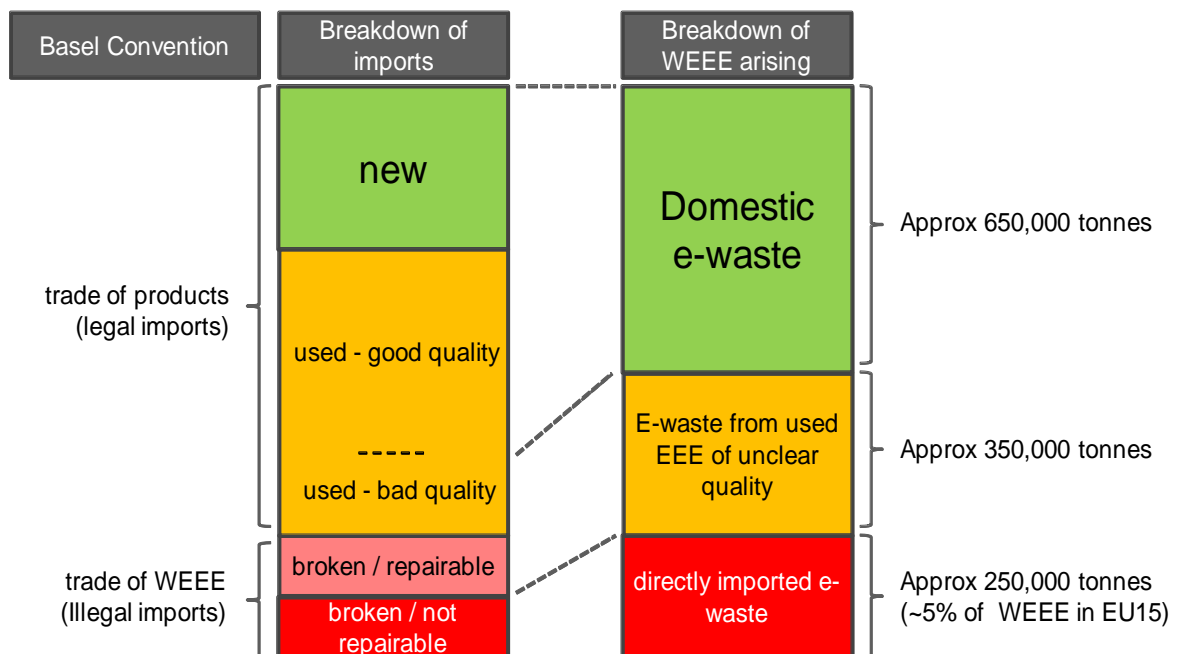 Basel Convention
Breakdown of
imports
Breakdown of
WEEE arising
new
Domestic
e-waste
Approx 650,000 tonnes
trade of products
(legal imports)
used - good quality
-----
used - bad quality
E-waste from used
EEE of unclear
quality
Approx 350,000 tonnes
trade of WEEE
(Illegal imports)
broken / repairable
broken / not
repairable
directly imported e-
waste
Approx 250,000 tonnes
(~5% of  WEEE in EU15)